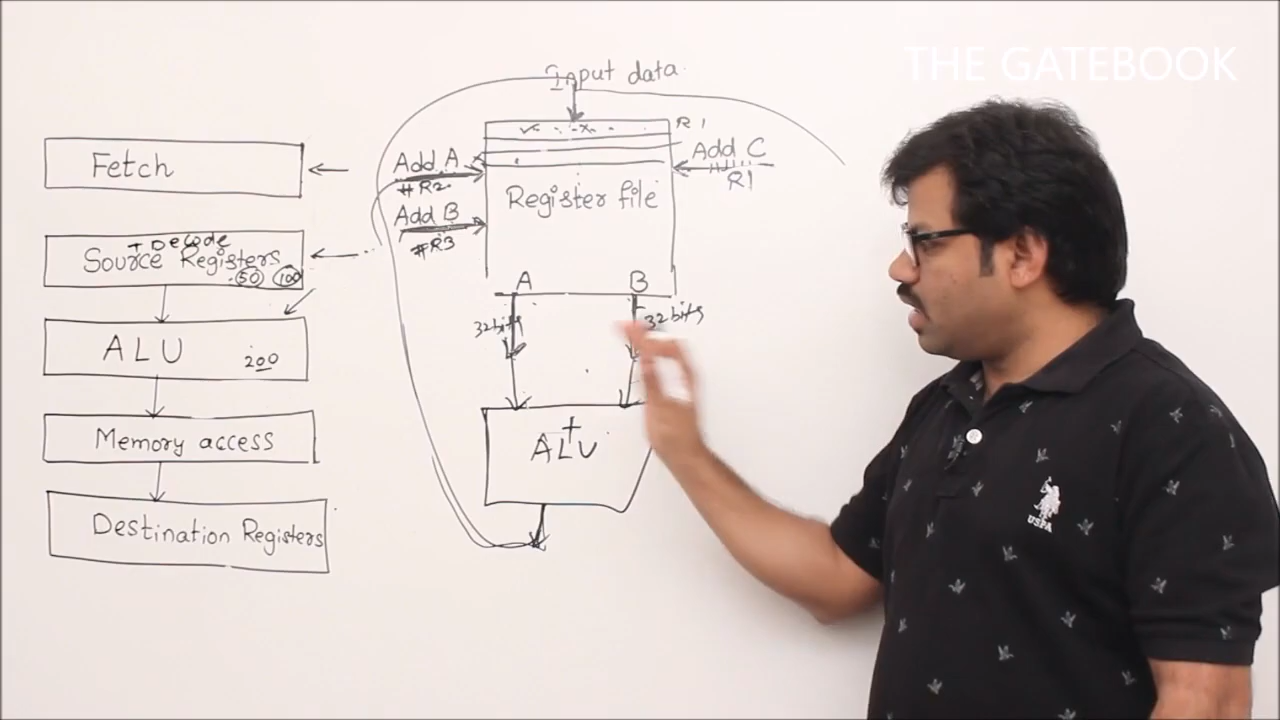 THE GATEBOOK
Input data
R1
Fetch
Add A
#R2
Add B
#R3
Add C
R1
Register file
+ Decode
Source Registers
50 100
A B
32 bits
32 bits
ALU
200
+
ALU
Memory access
Destination Registers
USPA